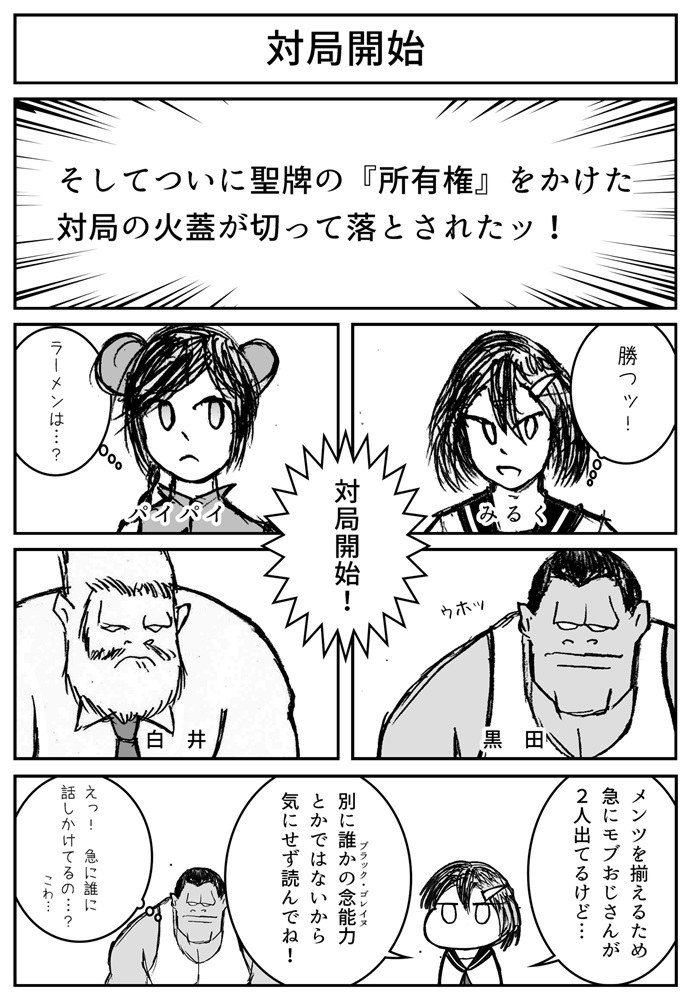 対局開始
そしてついに聖牌の『所有権』をかけた
対局の火蓋が切って落とされたッ！
勝つッ！
みるく
ラーメンは…？
パイパイ
対局開始！
ウホッ
黒田
白井
メンツを揃えるため
急にモブおじさんが
２人出てるけど…
別に誰かの念能力
ブラック・ゴレイヌ
とかではないから
気にせず読んでね！
えっ！ 急に誰に
話しかけてるの…？
こわ…